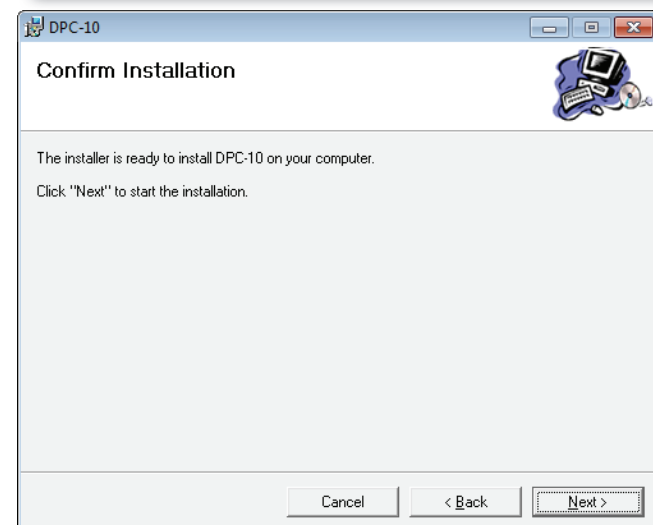 DPC-10
Confirm Installation
The installer is ready to install DPC-10 on your computer.
Click "Next" to start the installation.
Cancel
< Back
Next >